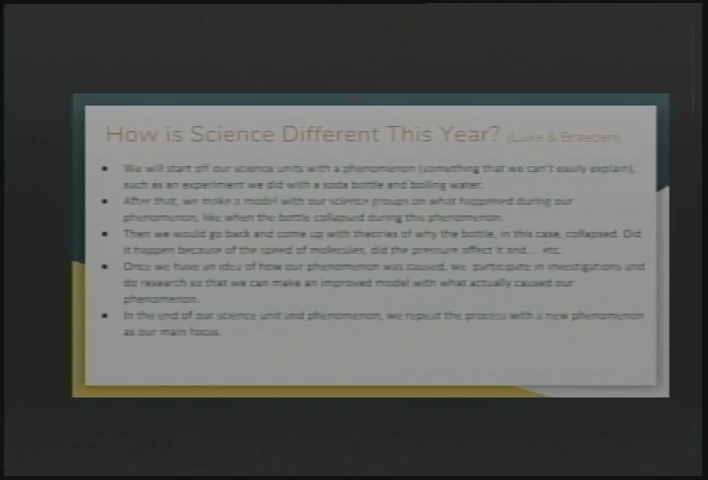 How is Science Different This Year? (Luke & Braeden)
• We will start off our science units with a phenomenon (something that we can't easily explain),
such as an experiment we did with a soda bottle and boiling water.
• After that, we make a model with our science groups on what happened during our
phenomenon, like when the bottle collapsed during this phenomenon.
• Then we would go back and come up with theories of why the bottle, in this case, collapsed. Did
it happen because of the speed of molecules, did the pressure affect it and.... etc.
• Once we have an idea of how our phenomenon was caused, we participate in investigations and
do research so that we can make an improved model with what actually caused our
phenomenon.
• In the end of our science unit and phenomenon, we repeat the process with a new phenomenon
as our main focus.